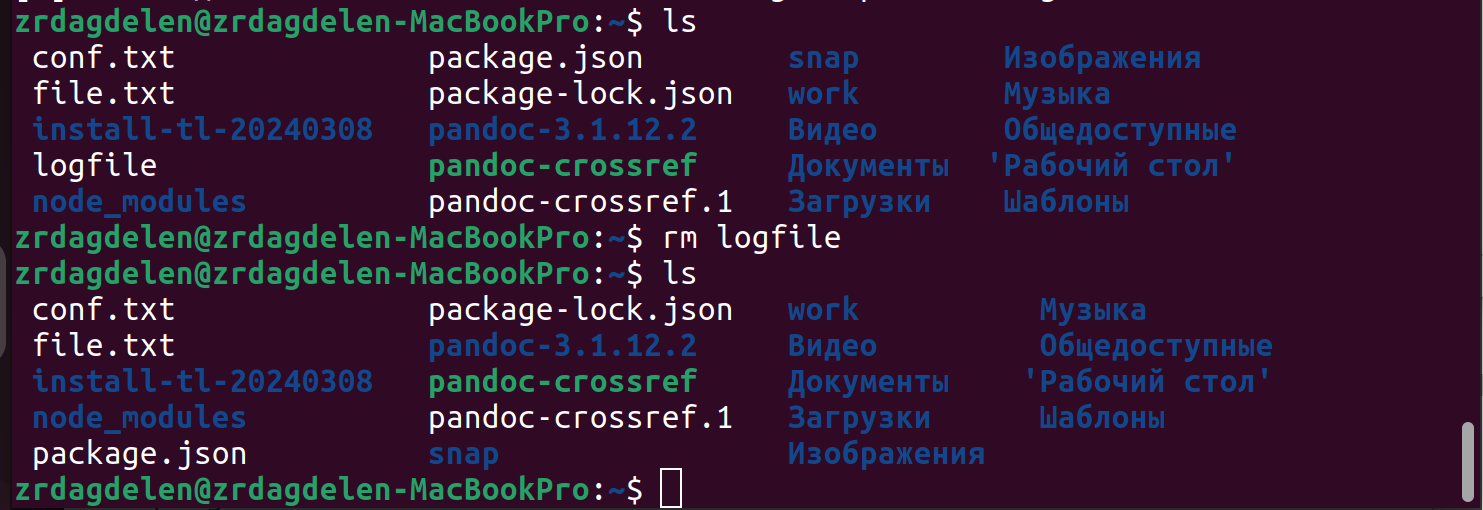 zrdagdelen@zrdagdelen-MacBookPro:~$ ls
conf.txt package.json snap Изображения
file.txt package-lock.json work Музыка
install-tl-20240308 pandoc-3.1.12.2 Видео Общедоступные
logfile pandoc-crossref Документы 'Рабочий стол'
node_modules pandoc-crossref.1 Загрузки Шаблоны
zrdagdelen@zrdagdelen-MacBookPro:~$ rm logfile
zrdagdelen@zrdagdelen-MacBookPro:~$ ls
conf.txt package-lock.json work Музыка
file.txt pandoc-3.1.12.2 Видео Общедоступные
install-tl-20240308 pandoc-crossref Документы 'Рабочий стол'
node_modules pandoc-crossref.1 Загрузки Шаблоны
package.json snap Изображения
zrdagdelen@zrdagdelen-MacBookPro:~$